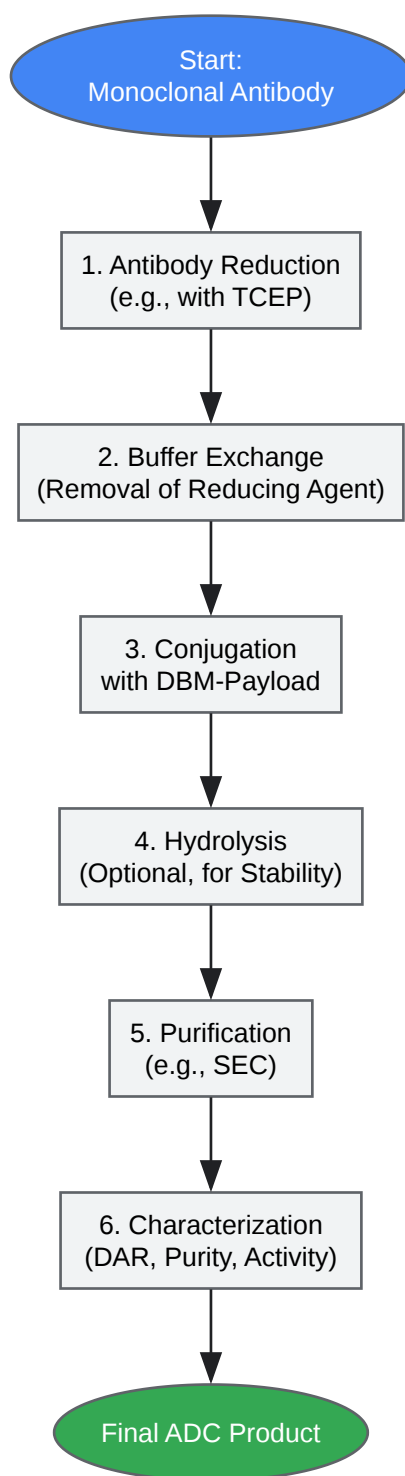 Start:
Monoclonal Antibody
1. Antibody Reduction
(e.g., with TCEP)
2. Buffer Exchange
(Removal of Reducing Agent)
3. Conjugation
with DBM-Payload
4. Hydrolysis
(Optional, for Stability)
5. Purification
(e.g., SEC)
6. Characterization
(DAR, Purity, Activity)
Final ADC Product